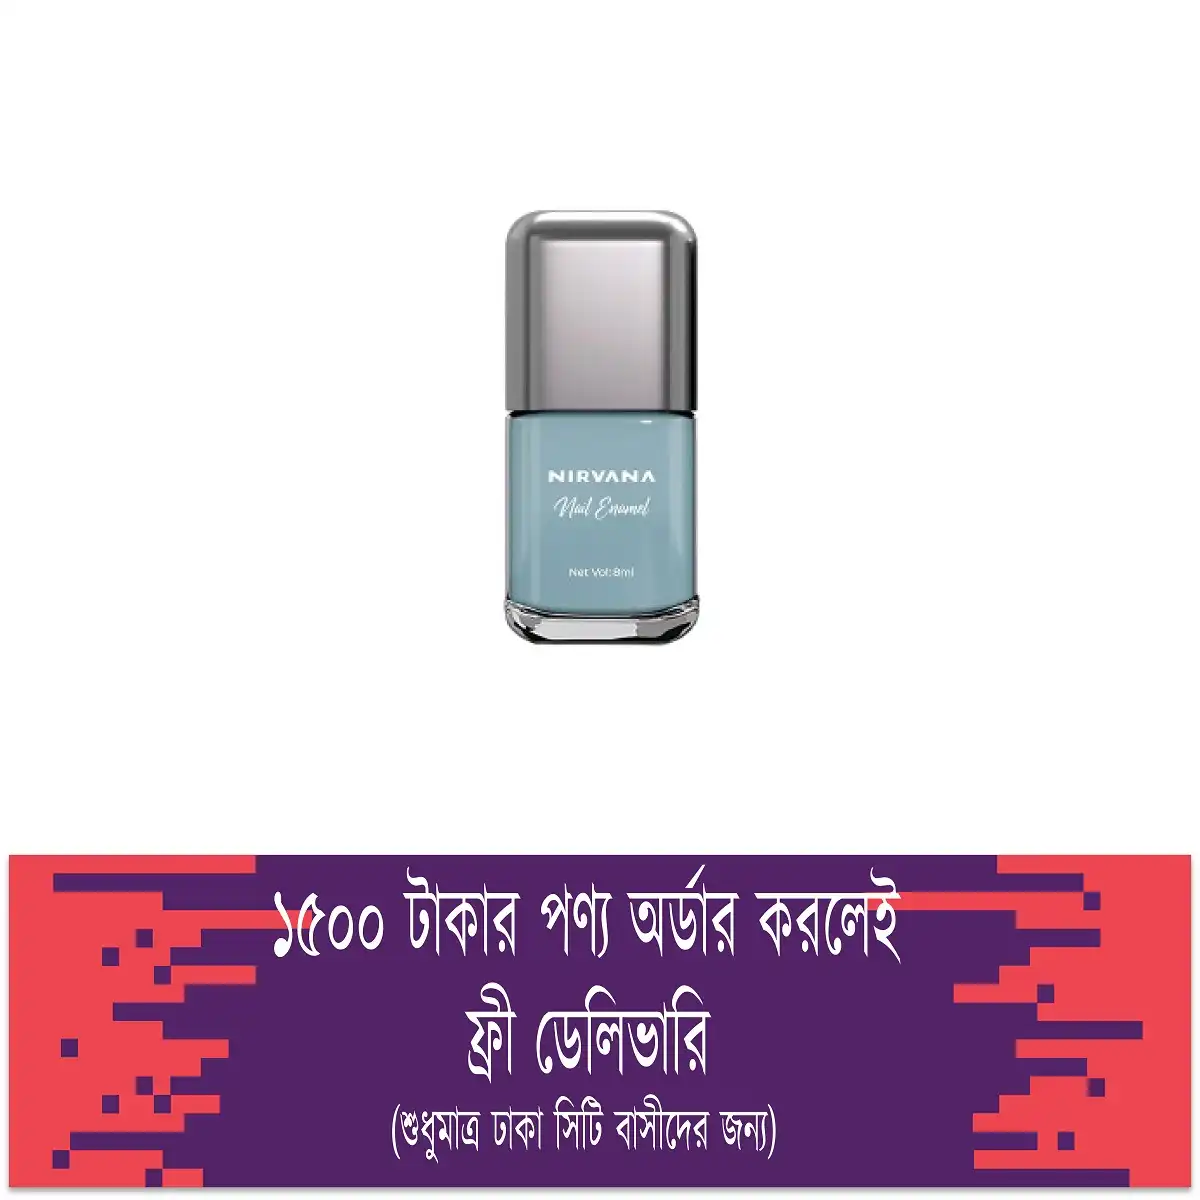 NIRVANA
Nail Enamel
Net Vol:8ml
১৫০০ টাকার পণ্য অর্ডার করলেই
ফ্রী ডেলিভারি
(শুধুমাত্র ঢাকা সিটি বাসীদের জন্য)